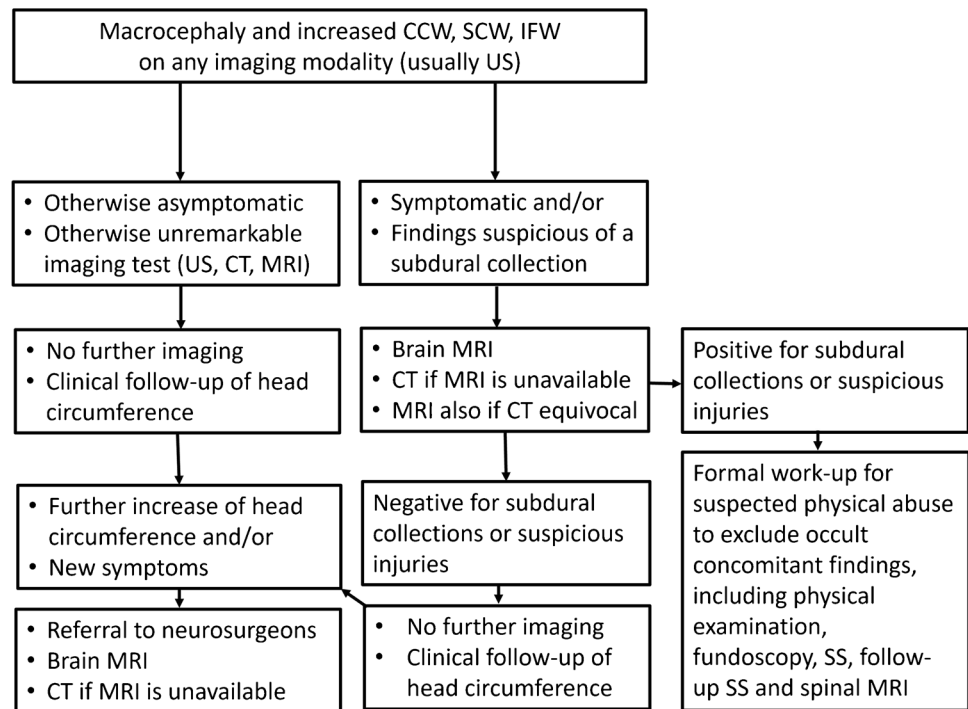 Macrocephaly and increased CCW, SCW, IFW
on any imaging modality (usually US)
• Otherwise asymptomatic
• Otherwise unremarkable
imaging test (US, CT, MRI)
• Symptomatic and/or
• Findings suspicious of a
subdural collection
• No further imaging
• Clinical follow-up of head
circumference
• Brain MRI
• CT if MRI is unavailable
• MRI also if CT equivocal
Positive for subdural
collections or suspicious
injuries
• Further increase of head
circumference and/or
• New symptoms
Negative for subdural
collections or suspicious
injuries
Formal work-up for
suspected physical abuse
to exclude occult
concomitant findings,
including physical
examination,
fundoscopy, SS, follow-
up SS and spinal MRI
• Referral to neurosurgeons
• Brain MRI
• CT if MRI is unavailable
• No further imaging
• Clinical follow-up of
head circumference